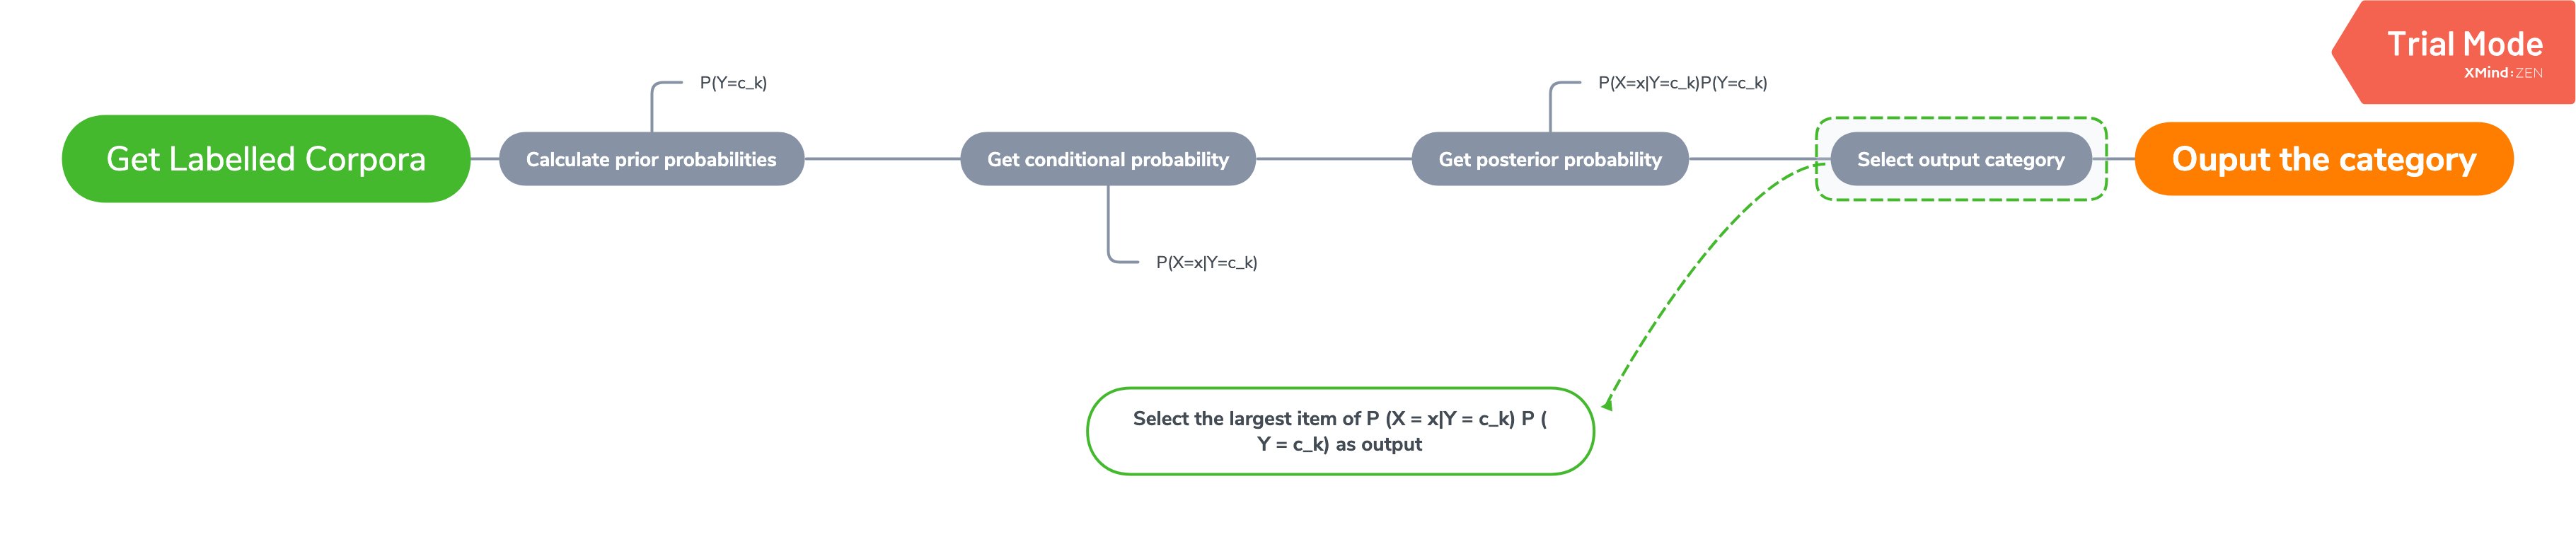 Trial Mode
XMind:ZEN
P(Y=c_k)
P(X=x|Y=c_k)P(Y=c_k)
Get Labelled Corpora
Calculate prior probabilities
Get conditional probability
Get posterior probability
Select output category
Ouput the category
P(X=x|Y=c_k)
Select the largest item of P (X = x|Y = c_k) P (
Y = c_k) as output